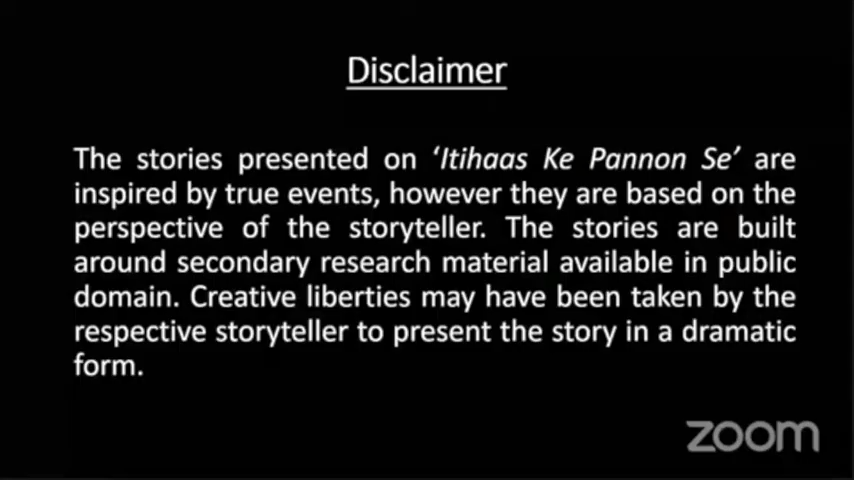 Disclaimer
The stories presented on ‘Itihaas Ke Pannon Se’ are
inspired by true events, however they are based on the
perspective of the storyteller. The stories are built
around secondary research material available in public
domain. Creative liberties may have been taken by the
respective storyteller to present the story in a dramatic
form.
zoom